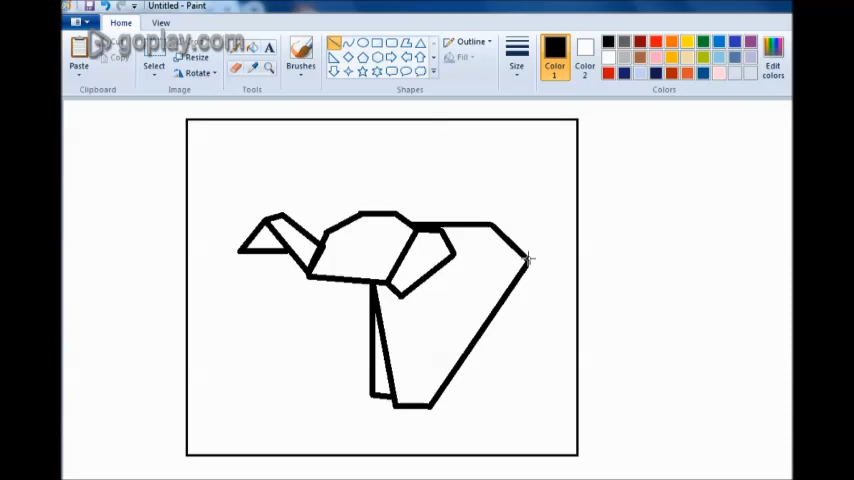 Untitled - Paint
Home
View
goplay.com
Paste
Copy
Select
Resize
Rotate
Brushes
Outline
Fill
Size
Color
1
Color
2
Edit
colors
Clipboard
Image
Tools
Shapes
Colors